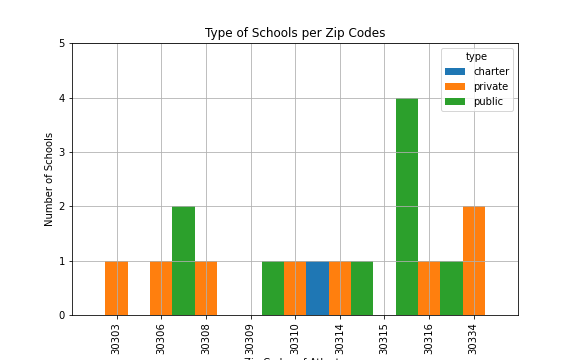 Type of Schools per Zip Codes
type
charter
private
public
5
4
3
2
1
0
Number of Schools
30303
30306
30308
30309
30310
30314
30315
30316
30334